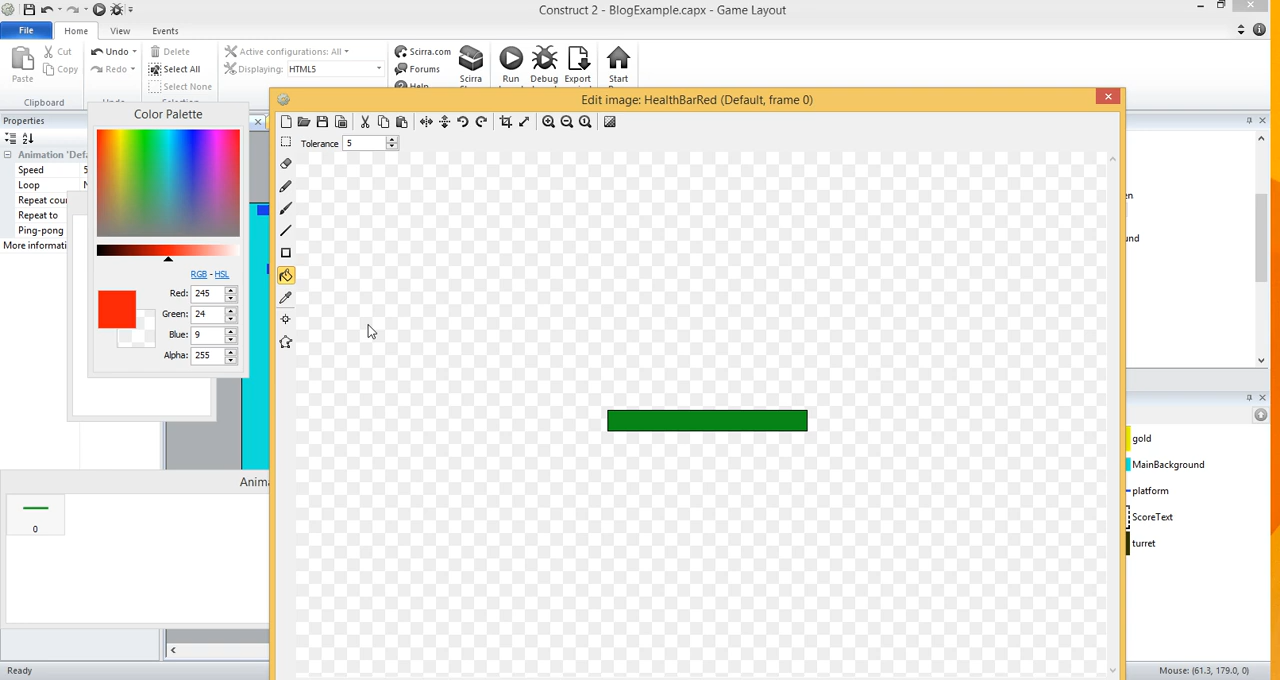 Construct 2 - BlogExample.capx - Game Layout
File
Home
View
Events
Paste
Cut
Copy
Clipboard
Undo
Redo
Delete
Select All
Select None
Active configurations: All
Displaying: HTML5
Scirra.com
Forums
Help
Scirra
Run
Debug
Export
Start
Edit image: HealthBarRed (Default, frame 0)
Tolerance 5
Properties
Animation 'Defa
Speed 5
Loop N
Repeat cou
Repeat to
Ping-pong
More informati
Color Palette
RGB - HSL
Red: 245
Green: 24
Blue: 9
Alpha: 255
Anima
0
gold
MainBackground
platform
ScoreText
turret
Ready
Mouse: (61.3, 179.0, 0)